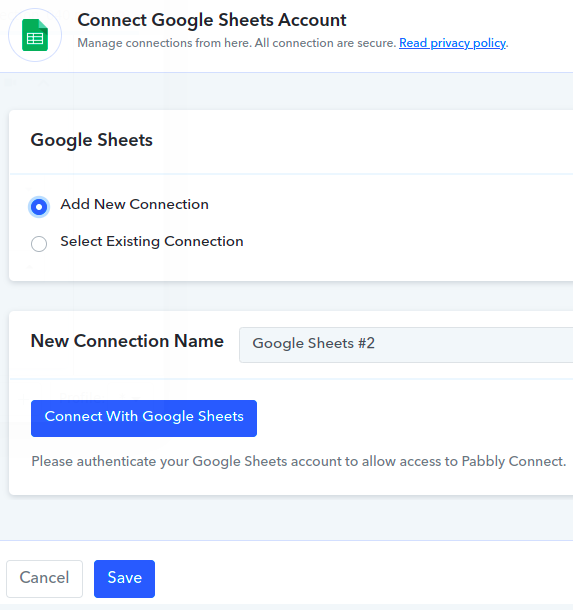 Connect Google Sheets Account
Manage connections from here. All connection are secure. Read privacy policy.
Google Sheets
Add New Connection
Select Existing Connection
New Connection Name
Google Sheets #2
Connect With Google Sheets
Please authenticate your Google Sheets account to allow access to Pabbly Connect.
Cancel
Save